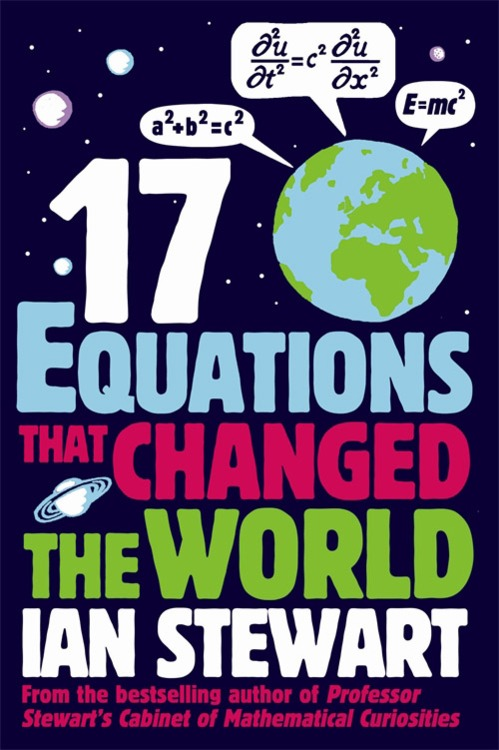 ∂²u/∂t² = c² ∂²u/∂x²
E=mc²
a²+b²=c²
17
EQUATIONS
THAT CHANGED
THE WORLD
IAN STEWART
From the bestselling author of Professor
Stewart's Cabinet of Mathematical Curiosities